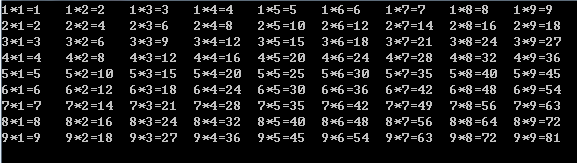 1*1=1 1*2=2 1*3=3 1*4=4 1*5=5 1*6=6 1*7=7 1*8=8 1*9=9
2*1=2 2*2=4 2*3=6 2*4=8 2*5=10 2*6=12 2*7=14 2*8=16 2*9=18
3*1=3 3*2=6 3*3=9 3*4=12 3*5=15 3*6=18 3*7=21 3*8=24 3*9=27
4*1=4 4*2=8 4*3=12 4*4=16 4*5=20 4*6=24 4*7=28 4*8=32 4*9=36
5*1=5 5*2=10 5*3=15 5*4=20 5*5=25 5*6=30 5*7=35 5*8=40 5*9=45
6*1=6 6*2=12 6*3=18 6*4=24 6*5=30 6*6=36 6*7=42 6*8=48 6*9=54
7*1=7 7*2=14 7*3=21 7*4=28 7*5=35 7*6=42 7*7=49 7*8=56 7*9=63
8*1=8 8*2=16 8*3=24 8*4=32 8*5=40 8*6=48 8*7=56 8*8=64 8*9=72
9*1=9 9*2=18 9*3=27 9*4=36 9*5=45 9*6=54 9*7=63 9*8=72 9*9=81